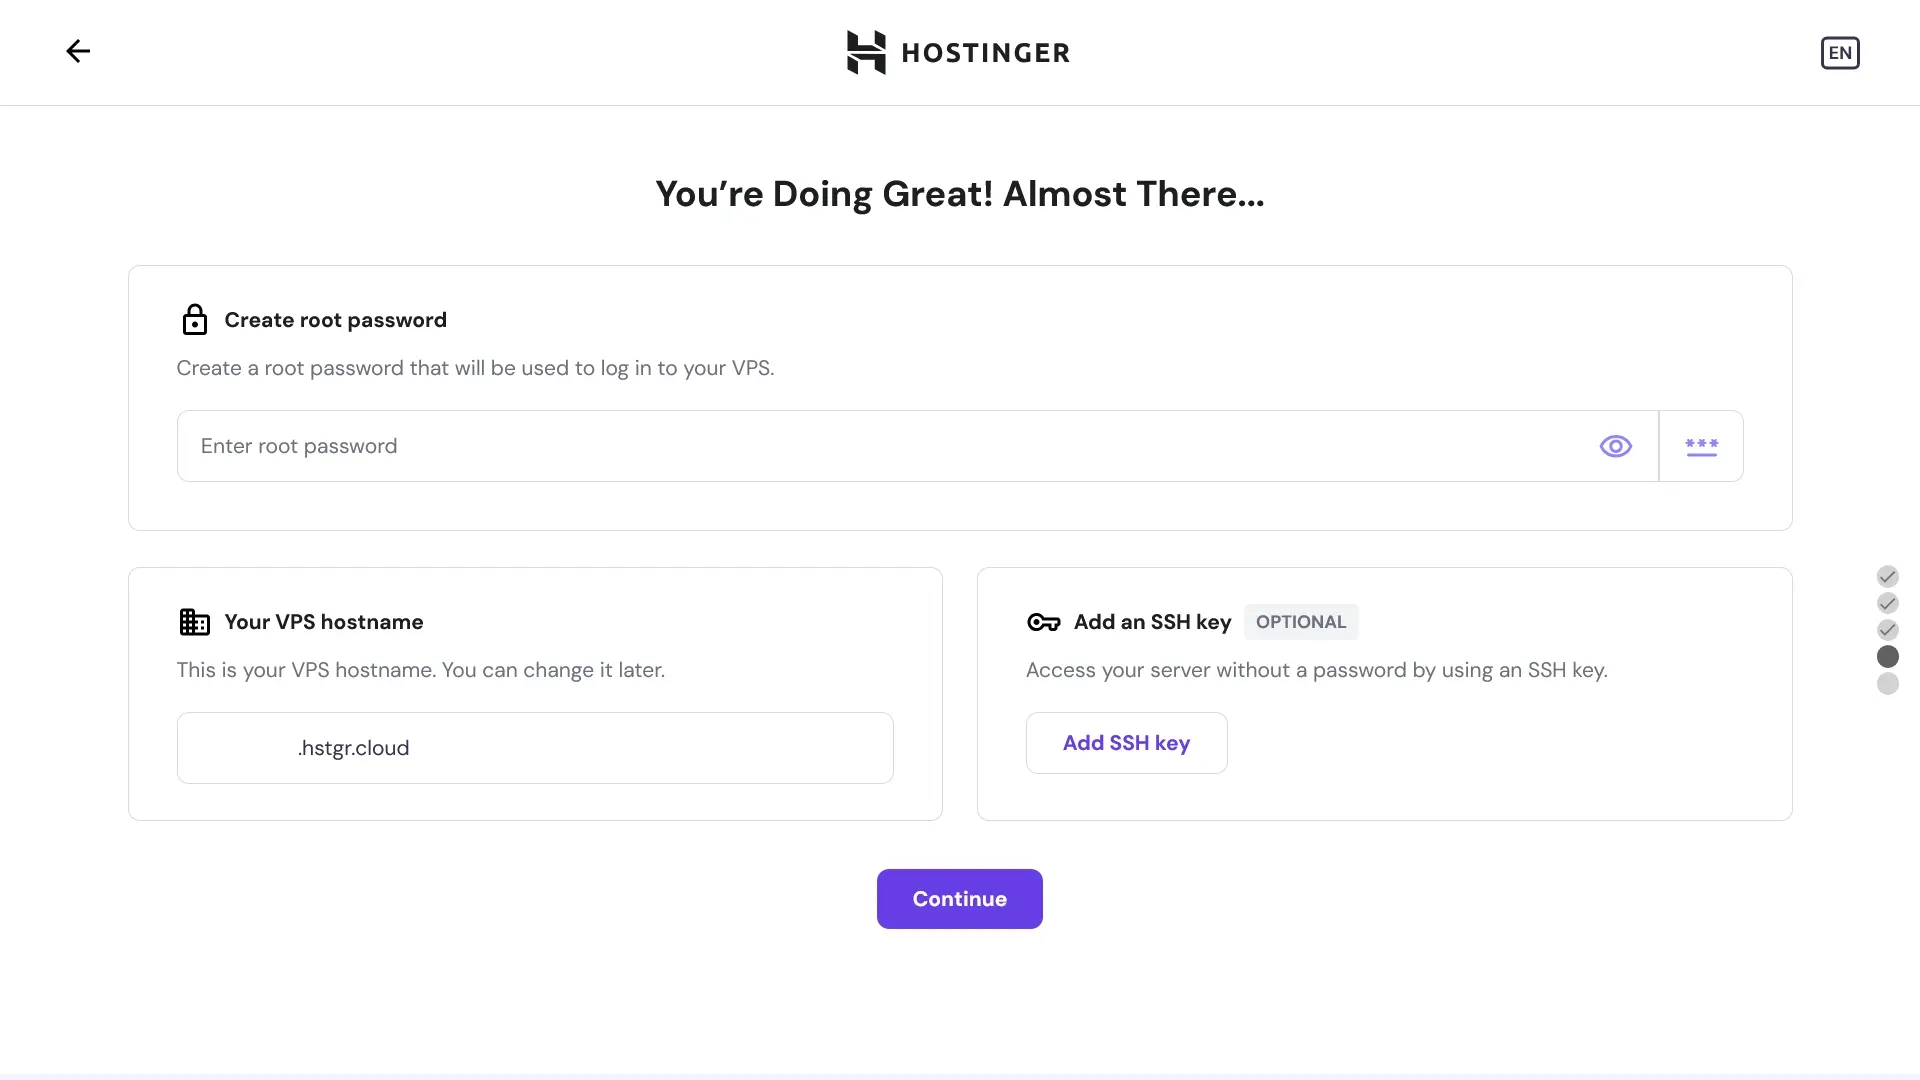 HOSTINGER
EN
You’re Doing Great! Almost There...
Create root password
Create a root password that will be used to log in to your VPS.
Enter root password
***
Your VPS hostname
This is your VPS hostname. You can change it later.
.hstgr.cloud
Add an SSH key OPTIONAL
Access your server without a password by using an SSH key.
Add SSH key
Continue